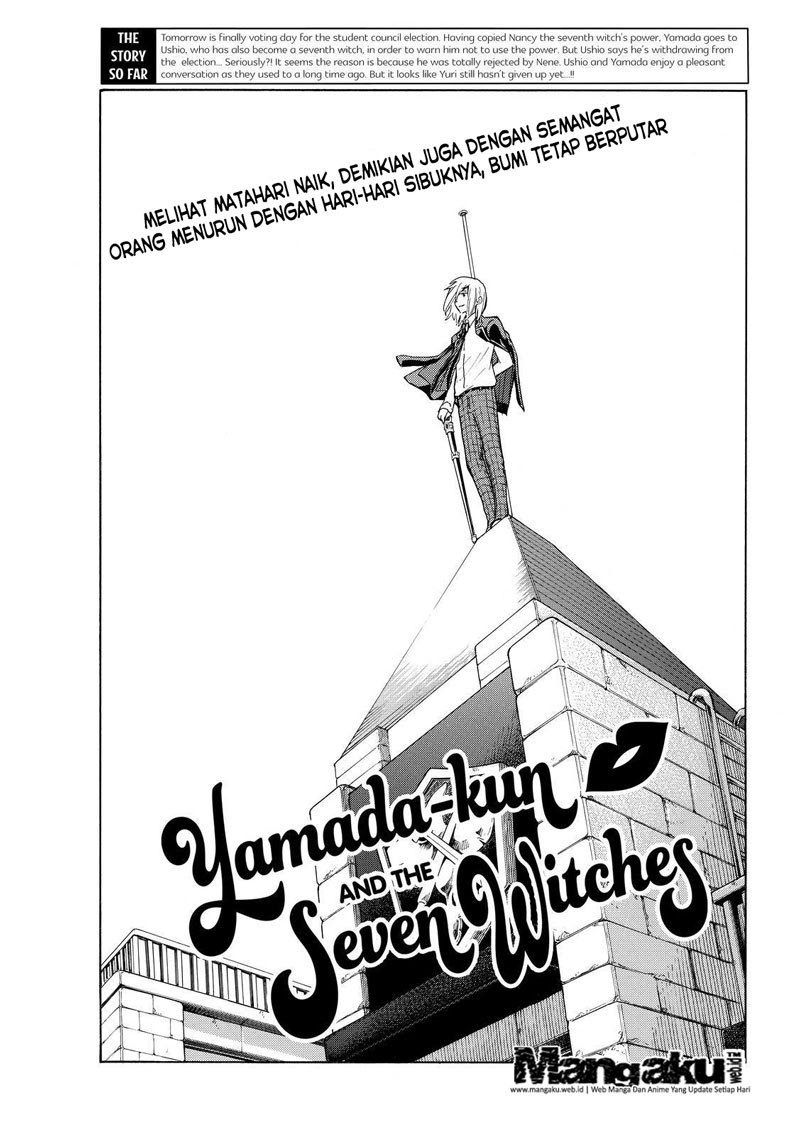 THE
STORY
SO FAR
Tomorrow is finally voting day for the student council election. Having copied Nancy the seventh witch's power, Yamada goes to
Ushio, who has also become a seventh witch, in order to warn him not to use the power. But Ushio says he's withdrawing from
the election... Seriously?! It seems the reason is because he was totally rejected by Nene. Ushio and Yamada enjoy a pleasant
conversation as they used to a long time ago. But it looks like Yuri still hasn't given up yet...!!
MELIHAT MATAHARI NAIK, DEMIKIAN JUGA DENGAN SEMANGAT
ORANG MENURUN DENGAN HARI-HARI SIBUKNYA, BUMI TETAP BERPUTAR
Yamada-kun
AND THE
Seven Witches
Mangaku
web.id
www.mangaku.web.id | Web Manga Dan Anime Yang Update Setiap Hari